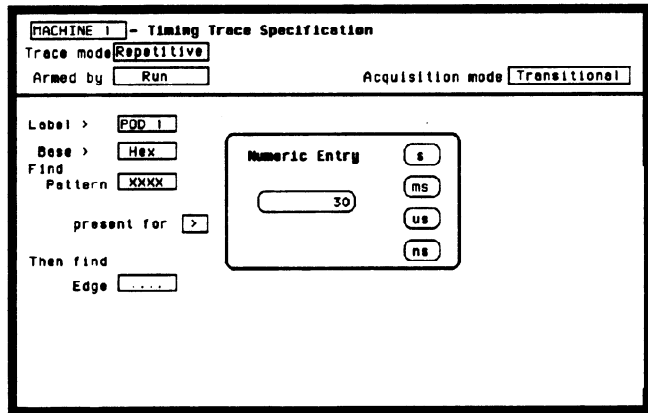 MACHINE 1 - Timing Trace Specification
Trace mode Repetitive
Armed by Run Acquisition mode Transitional
Label > POD 1
Base > Hex
Find
Pattern XXXX
present for >
Then find
Edge ....
Numeric Entry
30
s
ms
us
ns